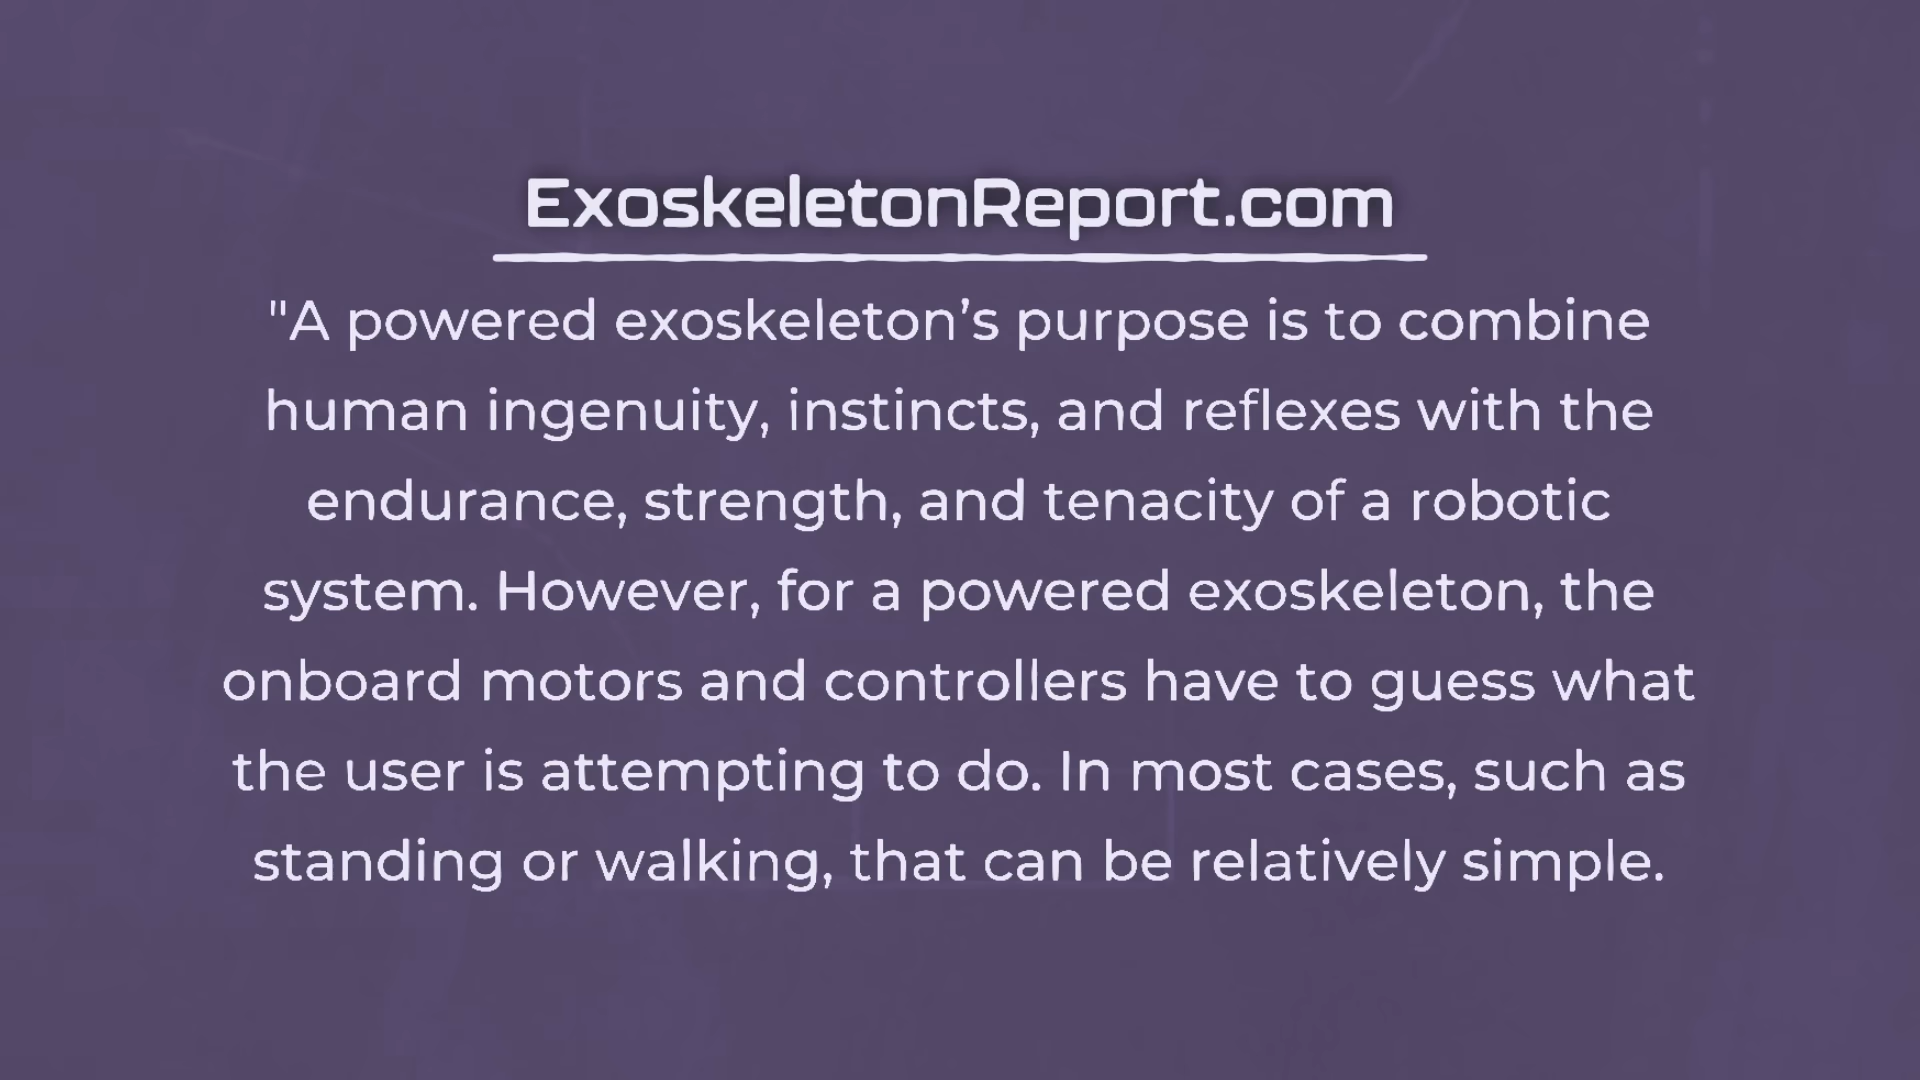 ExoskeletonReport.com
"A powered exoskeleton’s purpose is to combine
human ingenuity, instincts, and reflexes with the
endurance, strength, and tenacity of a robotic
system. However, for a powered exoskeleton, the
onboard motors and controllers have to guess what
the user is attempting to do. In most cases, such as
standing or walking, that can be relatively simple.